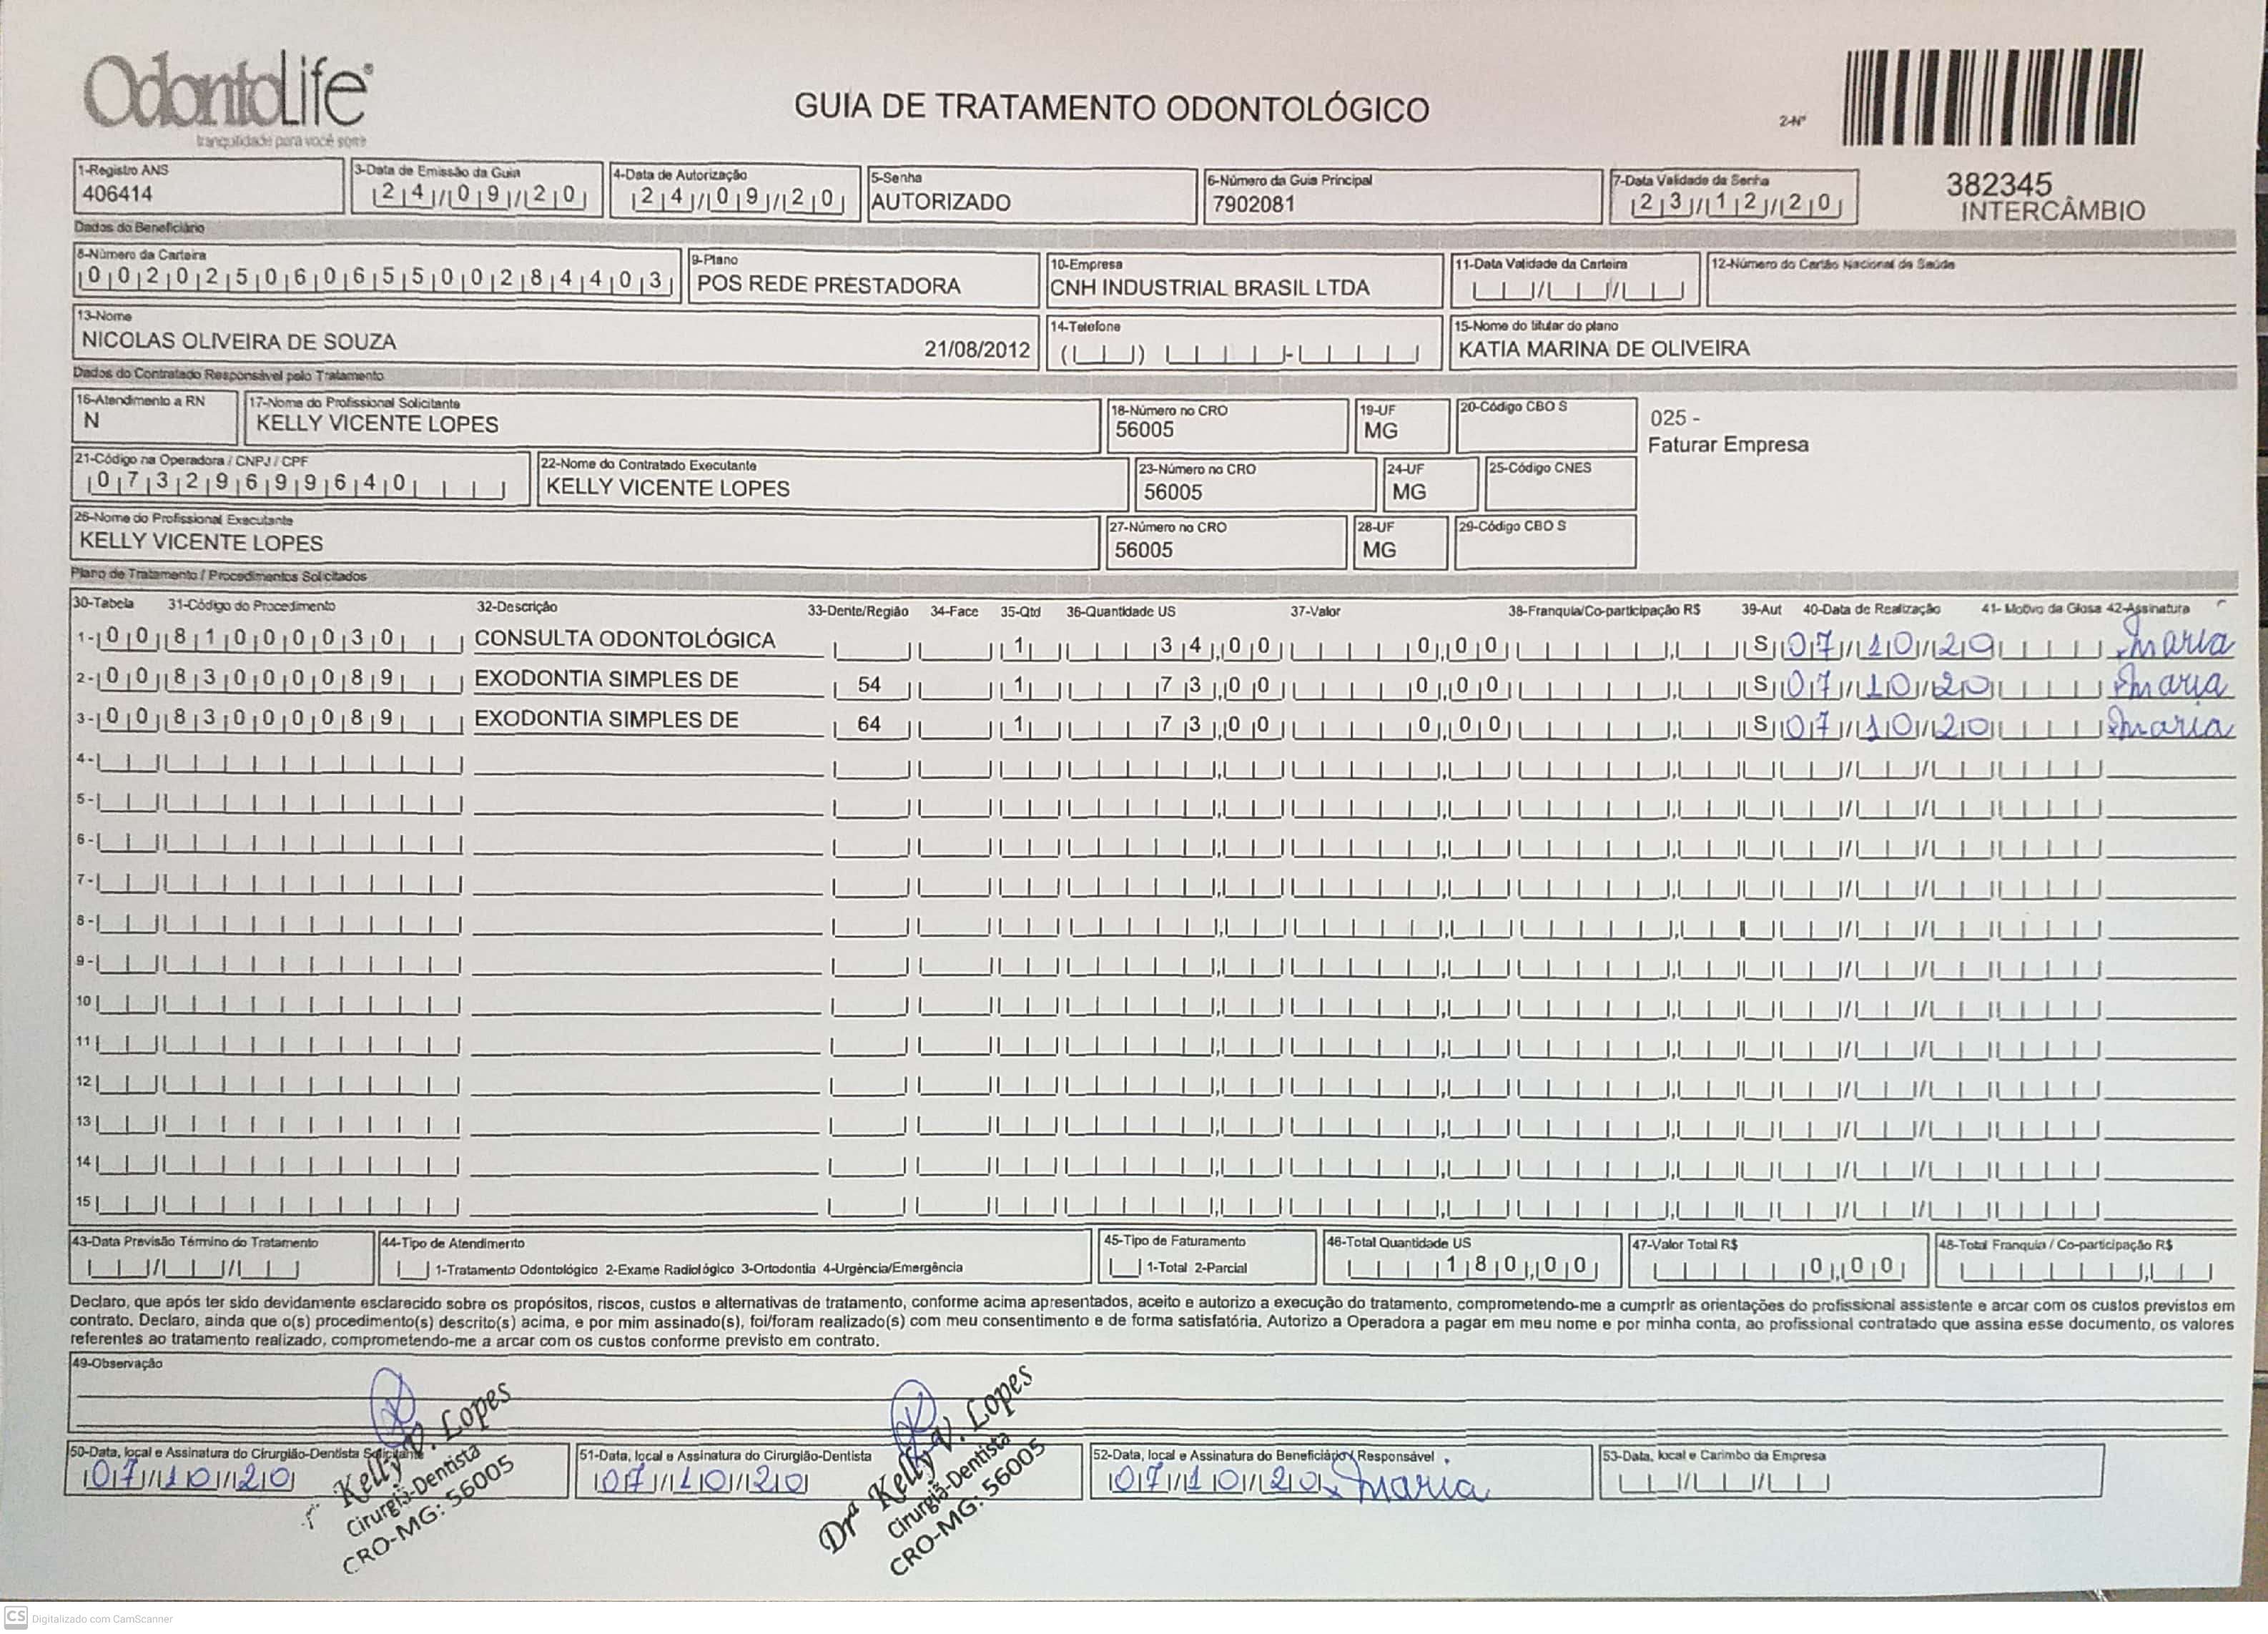 OdontoLife®
tranquilidade para você sorrir
GUIA DE TRATAMENTO ODONTOLÓGICO
2-Nº
382345
INTERCÂMBIO
1-Registro ANS
406414
3-Data de Emissão da Guia
24/09/20
4-Data de Autorização
24/09/20
5-Senha
AUTORIZADO
6-Número da Guia Principal
7902081
7-Data Validade da Senha
23/12/20
Dados do Beneficiário
8-Número da Carteira
00202506065500284403
9-Plano
POS REDE PRESTADORA
10-Empresa
CNH INDUSTRIAL BRASIL LTDA
11-Data Validade da Carteira
12-Número do Cartão Nacional de Saúde
13-Nome
NICOLAS OLIVEIRA DE SOUZA 21/08/2012
14-Telefone
15-Nome do titular do plano
KATIA MARINA DE OLIVEIRA
Dados do Contratado Responsável pelo Tratamento
16-Atendimento a RN
N
17-Nome do Profissional Solicitante
KELLY VICENTE LOPES
18-Número no CRO
56005
19-UF
MG
20-Código CBO S
025 -
Faturar Empresa
21-Código na Operadora / CNPJ / CPF
07329699640
22-Nome do Contratado Executante
KELLY VICENTE LOPES
23-Número no CRO
56005
24-UF
MG
25-Código CNES
26-Nome do Profissional Executante
KELLY VICENTE LOPES
27-Número no CRO
56005
28-UF
MG
29-Código CBO S
Plano de Tratamento / Procedimentos Solicitados
30-Tabela 31-Código do Procedimento 32-Descrição 33-Dente/Região 34-Face 35-Qtd 36-Quantidade US 37-Valor 38-Franquia/Co-participação R$ 39-Aut 40-Data de Realização 41- Motivo da Glosa 42-Assinatura
1- 00 81000030 CONSULTA ODONTOLÓGICA 1 34,00 0,00 S 07/10/20 Maria
2- 00 83000089 EXODONTIA SIMPLES DE 54 1 73,00 0,00 S 07/10/20 Maria
3- 00 83000089 EXODONTIA SIMPLES DE 64 1 73,00 0,00 S 07/10/20 Maria
4-
5-
6-
7-
8-
9-
10
11
12
13
14
15
43-Data Previsão Término do Tratamento
44-Tipo de Atendimento
1-Tratamento Odontológico 2-Exame Radiológico 3-Ortodontia 4-Urgência/Emergência
45-Tipo de Faturamento
1-Total 2-Parcial
46-Total Quantidade US
180,00
47-Valor Total R$
0,00
48-Total Franquia / Co-participação R$
Declaro, que após ter sido devidamente esclarecido sobre os propósitos, riscos, custos e alternativas de tratamento, conforme acima apresentados, aceito e autorizo a execução do tratamento, comprometendo-me a cumprir as orientações do profissional assistente e arcar com os custos previstos em
contrato. Declaro, ainda que o(s) procedimento(s) descrito(s) acima, e por mim assinado(s), foi/foram realizado(s) com meu consentimento e de forma satisfatória. Autorizo a Operadora a pagar em meu nome e por minha conta, ao profissional contratado que assina esse documento, os valores
referentes ao tratamento realizado, comprometendo-me a arcar com os custos conforme previsto em contrato.
49-Observação
50-Data, local e Assinatura do Cirurgião-Dentista Solicitante
07/10/20
Kelly V. Lopes
Cirurgiã-Dentista
CRO-MG: 56005
51-Data, local e Assinatura do Cirurgião-Dentista
07/10/20
Drª Kelly V. Lopes
Cirurgiã-Dentista
CRO-MG: 56005
52-Data, local e Assinatura do Beneficiário / Responsável
07/10/20 x Maria
53-Data, local e Carimbo da Empresa
CS Digitalizado com CamScanner